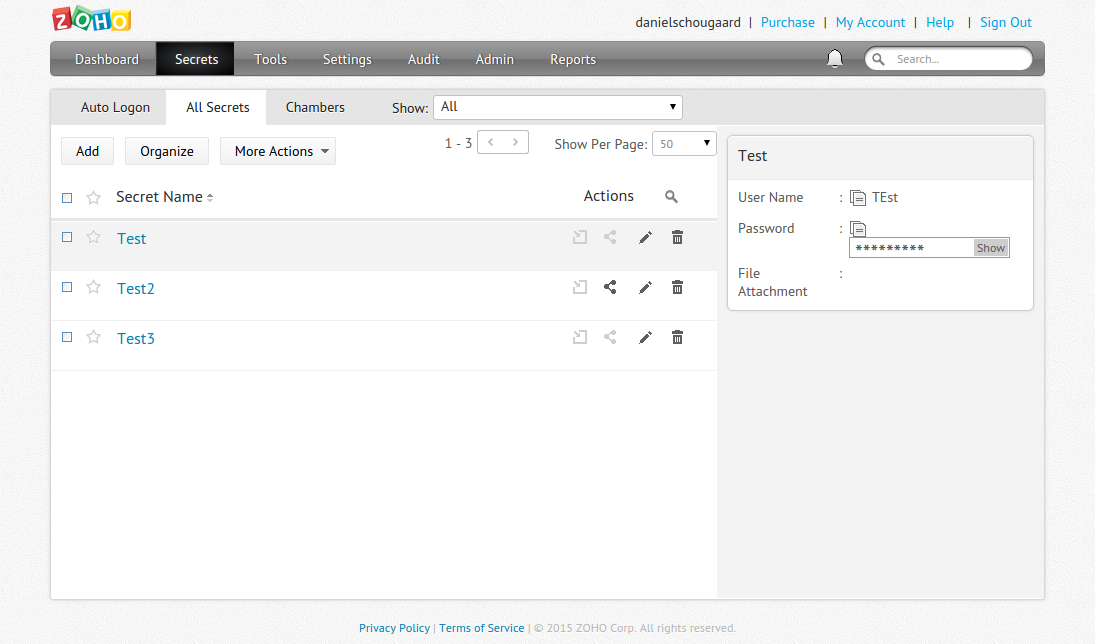 ZOHO
danielschougaard | Purchase | My Account | Help | Sign Out
Dashboard Secrets Tools Settings Audit Admin Reports Search...
Auto Logon All Secrets Chambers Show: All
Add Organize More Actions 1 - 3 Show Per Page: 50
Secret Name Actions
Test
Test2
Test3
Test
User Name : TEst
Password :
********* Show
File :
Attachment
Privacy Policy | Terms of Service | © 2015 ZOHO Corp. All rights reserved.